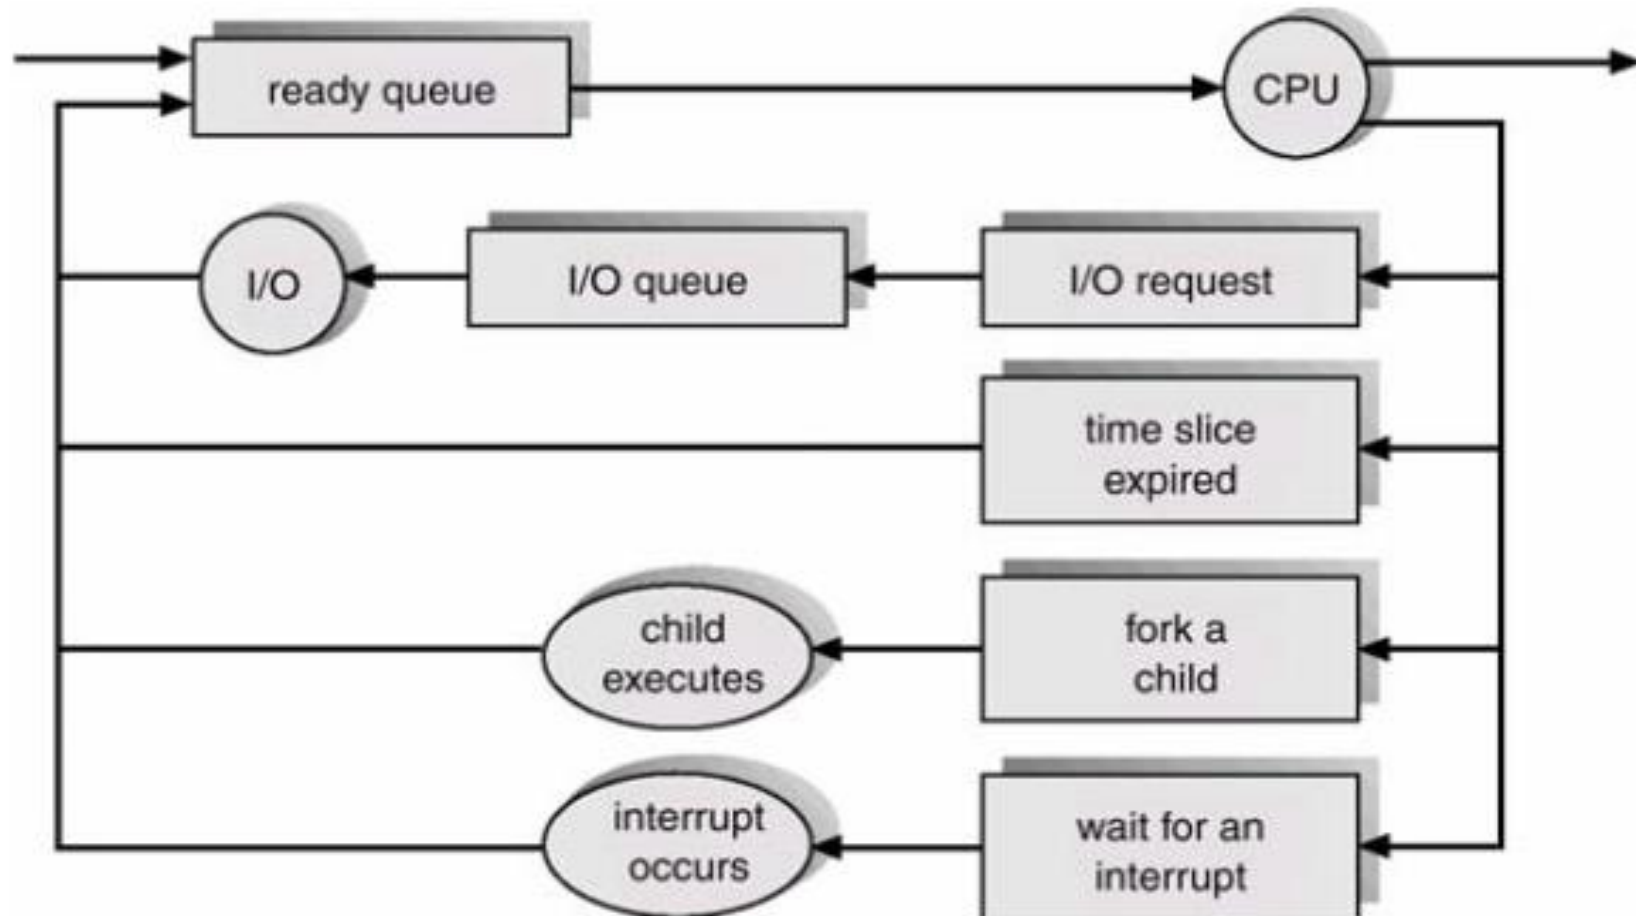 ready queue
CPU
I/O
I/O queue
I/O request
time slice
expired
child
executes
fork a
child
interrupt
occurs
wait for an
interrupt